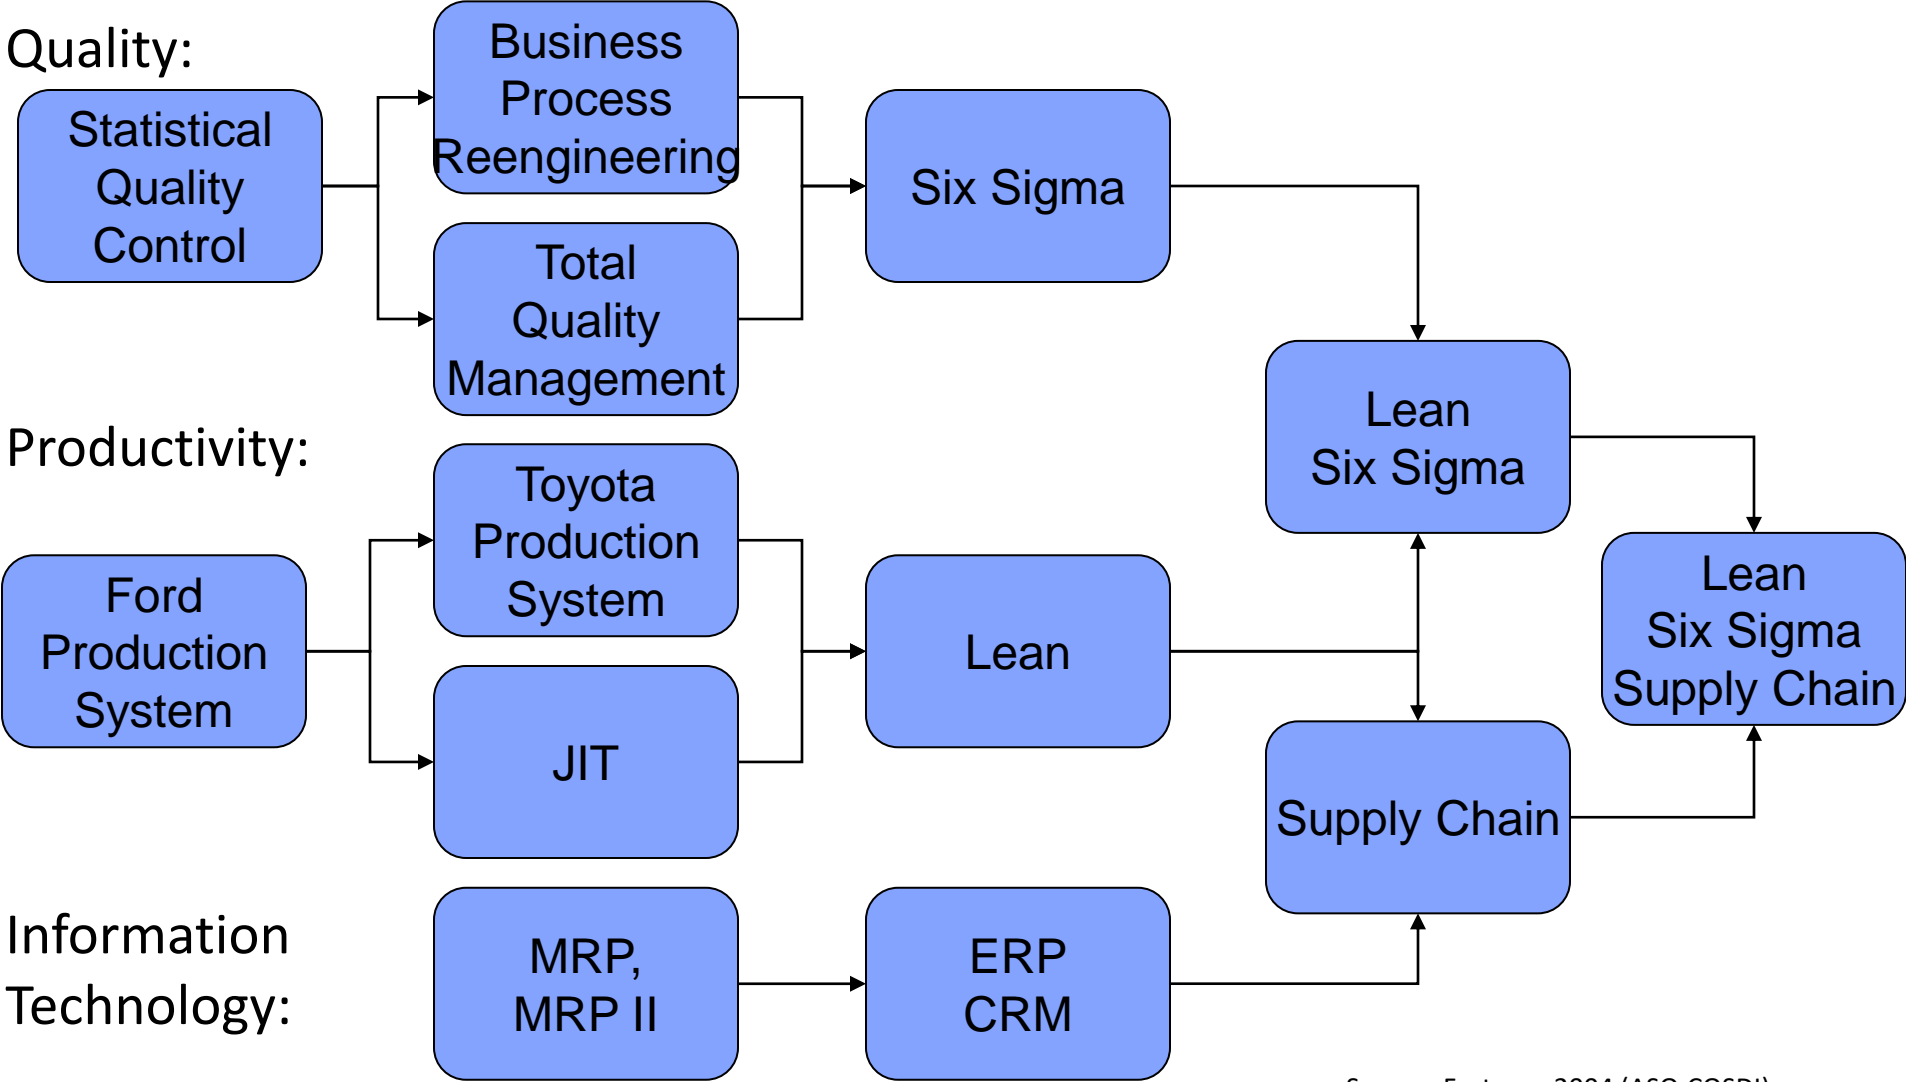 Quality:
Statistical
Quality
Control
Business
Process
Reengineering
Total
Quality
Management
Six Sigma
Productivity:
Ford
Production
System
Toyota
Production
System
JIT
Lean
Lean
Six Sigma
Supply Chain
Lean
Six Sigma
Supply Chain
Information
Technology:
MRP,
MRP II
ERP
CRM
2004 (ASQ